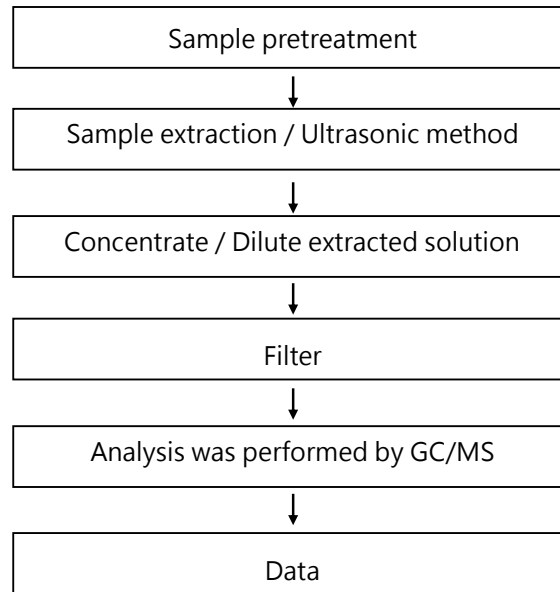 Sample pretreatment
Sample extraction / Ultrasonic method
Concentrate / Dilute extracted solution
Filter
Analysis was performed by GC/MS
Data